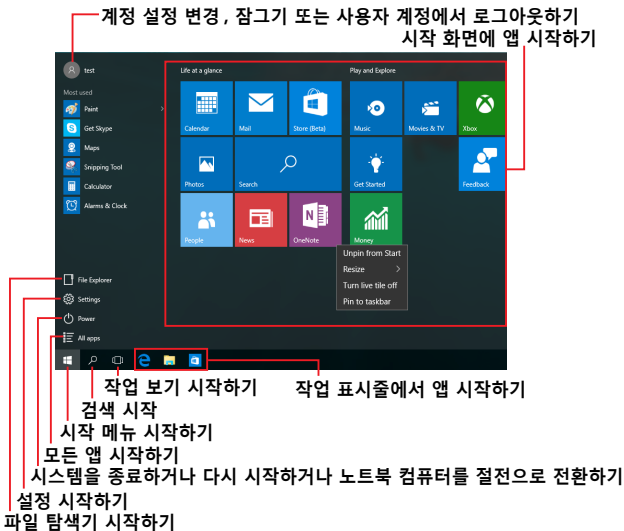 계정 설정 변경, 잠그기 또는 사용자 계정에서 로그아웃하기
시작 화면에 앱 시작하기
test
Most used
Paint
Get Skype
Maps
Snipping Tool
Calculator
Alarms & Clock
File Explorer
Settings
Power
All apps
Life at a glance
Play and Explore
Calendar
Mail
Store (Beta)
Music
Movies & TV
Xbox
Photos
Search
Get Started
Feedback
People
News
OneNote
Money
Unpin from Start
Resize
Turn live tile off
Pin to taskbar
작업 보기 시작하기
작업 표시줄에서 앱 시작하기
검색 시작
시작 메뉴 시작하기
모든 앱 시작하기
시스템을 종료하거나 다시 시작하거나 노트북 컴퓨터를 절전으로 전환하기
설정 시작하기
파일 탐색기 시작하기